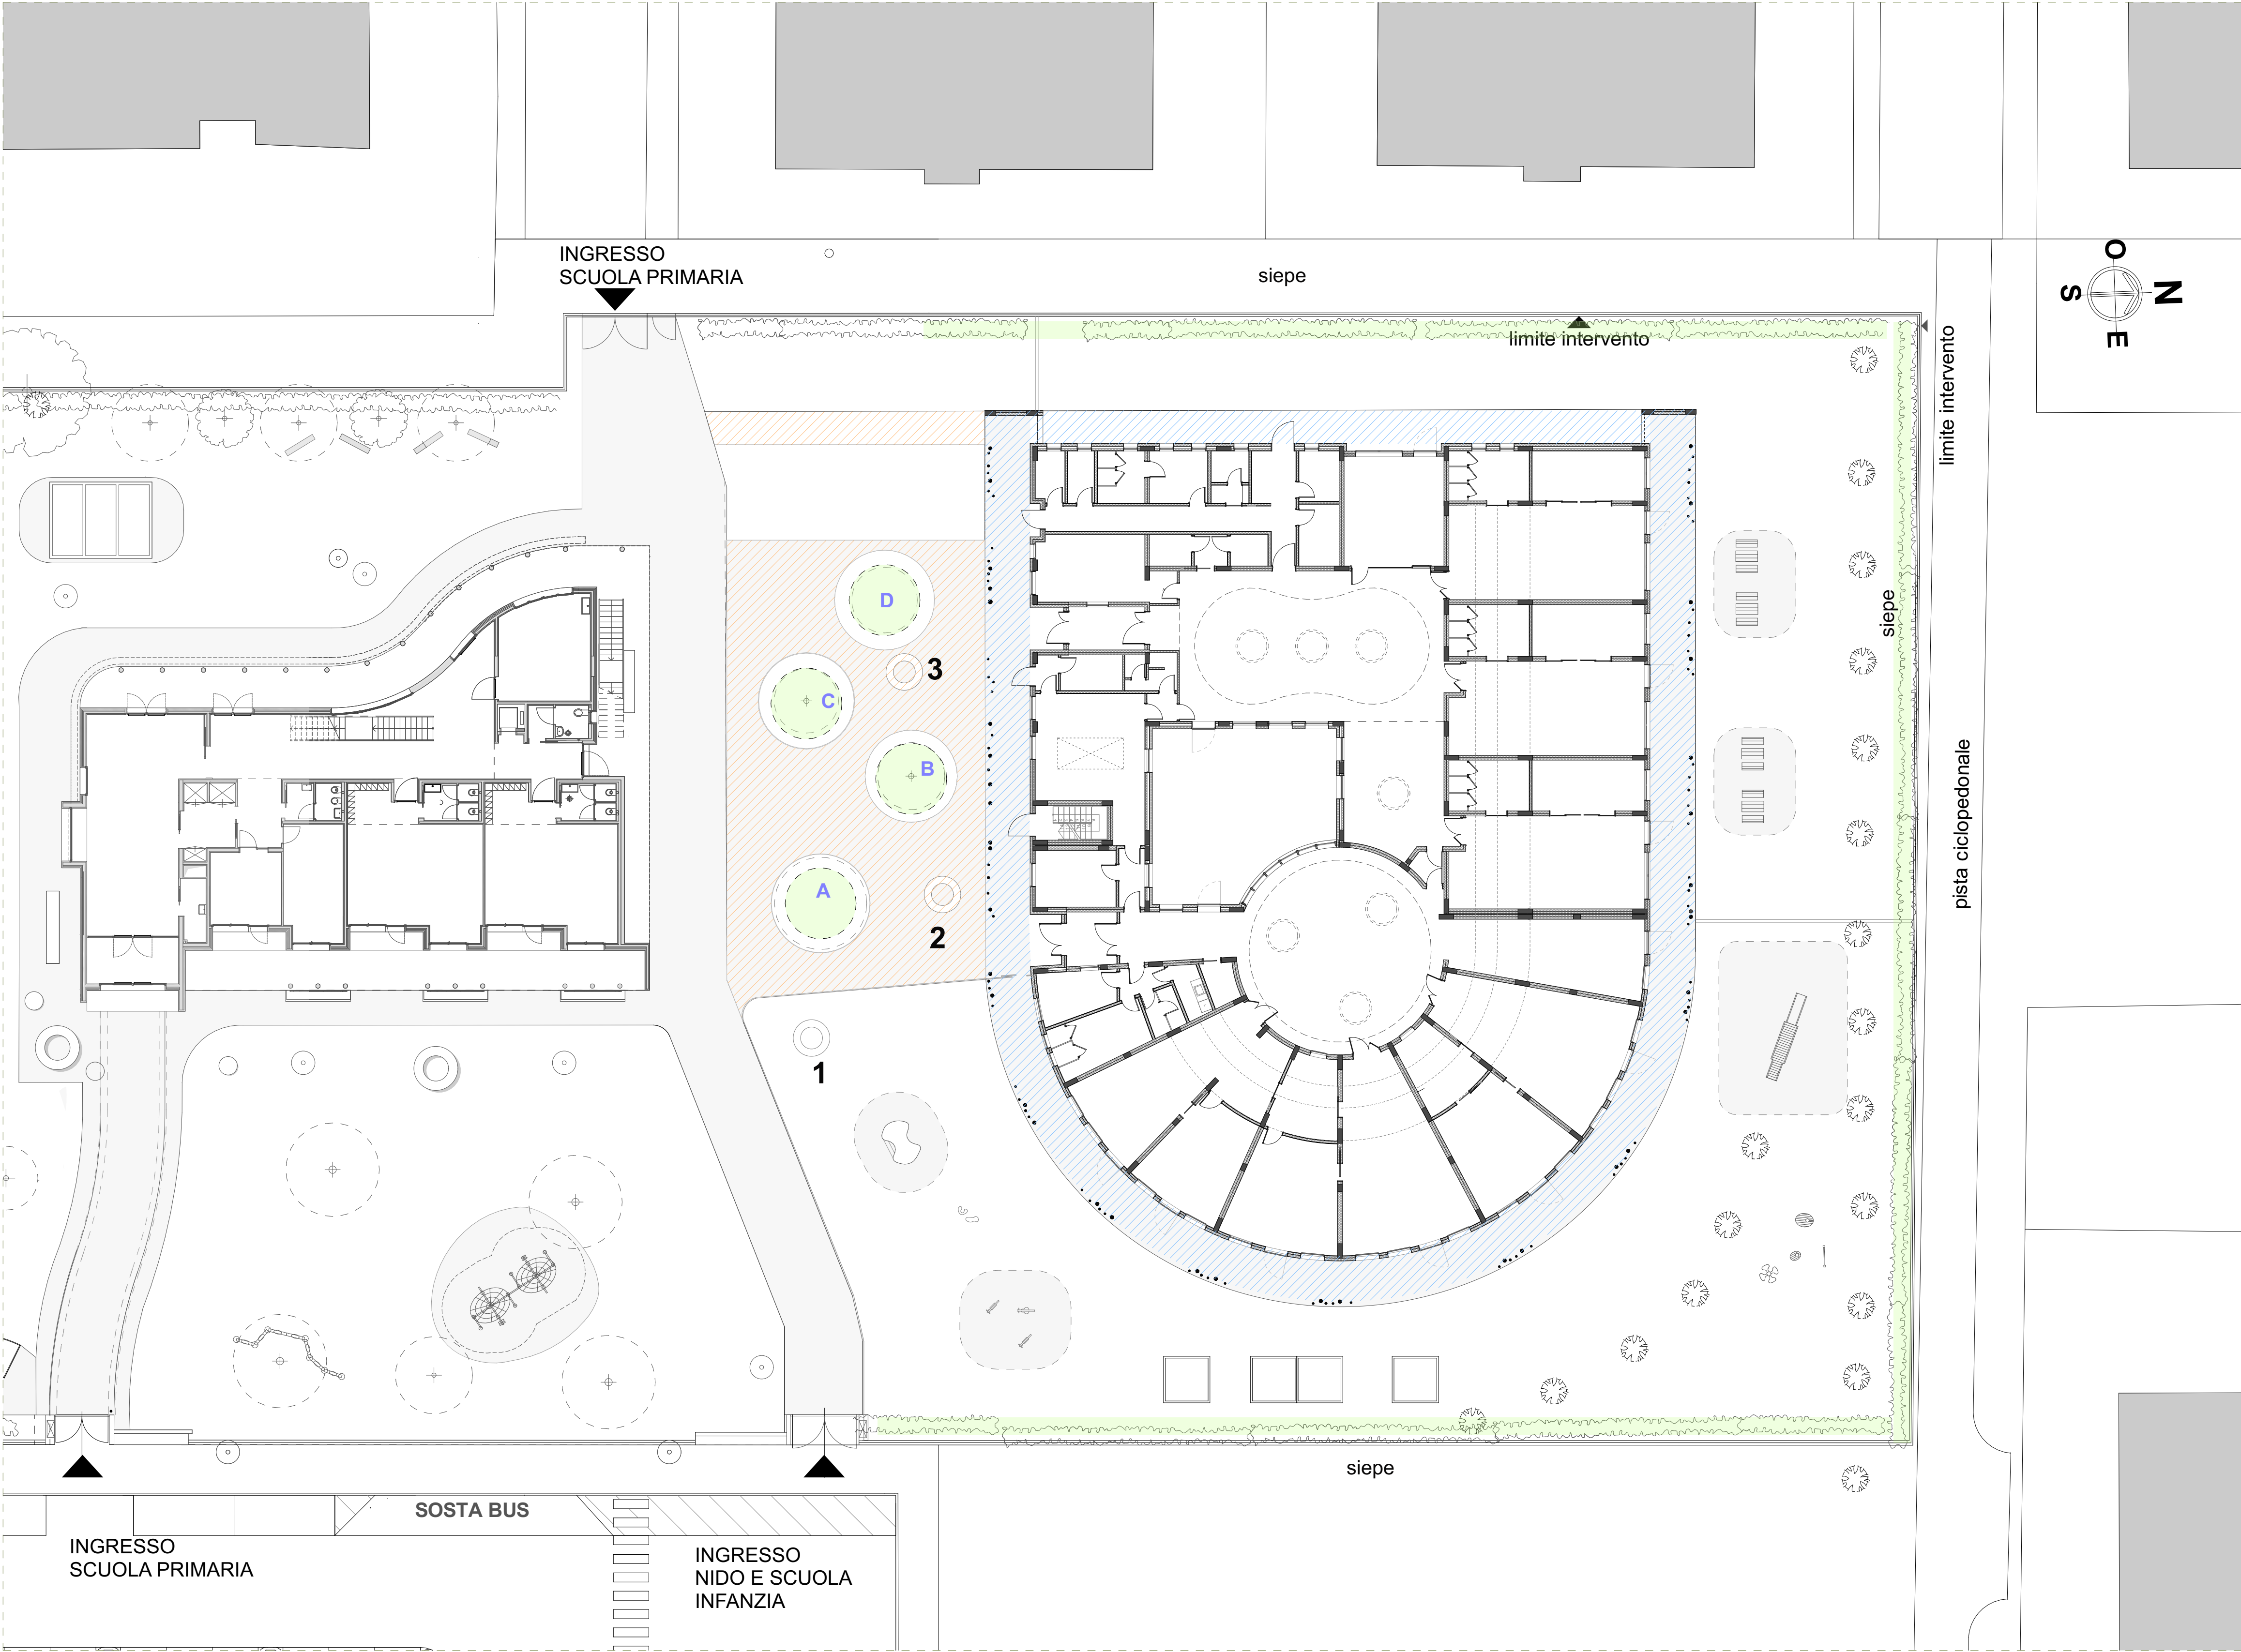 INGRESSO
SCUOLA PRIMARIA
siepe
O
N
S
E
limite intervento
limite intervento
siepe
pista ciclopedonale
D
3
C
B
A
2
1
siepe
SOSTA BUS
INGRESSO
SCUOLA PRIMARIA
INGRESSO
NIDO E SCUOLA
INFANZIA